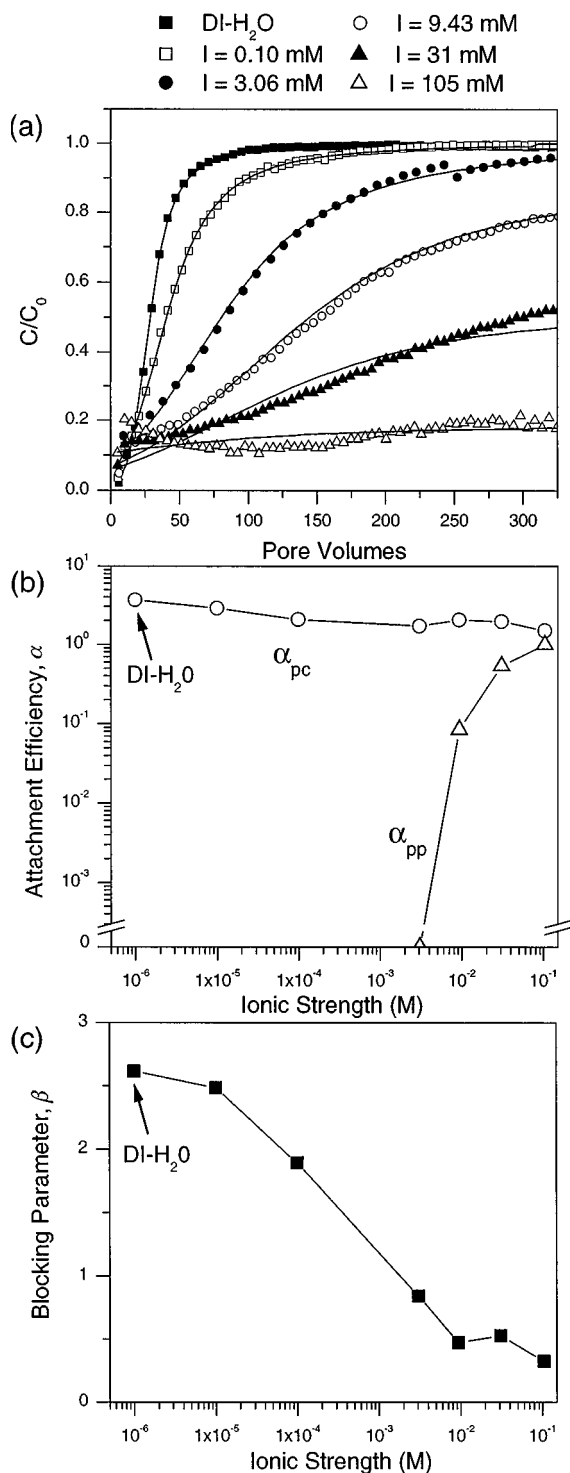 DI-H2O
I = 0.10 mM
I = 3.06 mM
I = 9.43 mM
I = 31 mM
I = 105 mM
(a)
1.0
0.8
0.6
0.4
0.2
0.0
C/C0
0 50 100 150 200 250 300
Pore Volumes
(b)
10^1
10^0
10^-1
10^-2
10^-3
0
Attachment Efficiency, α
DI-H20
αpc
αpp
10^-6 1x10^-5 1x10^-4 10^-3 10^-2 10^-1
Ionic Strength (M)
(c)
3
2
1
0
Blocking Parameter, β
DI-H20
10^-6 1x10^-5 1x10^-4 10^-3 10^-2 10^-1
Ionic Strength (M)